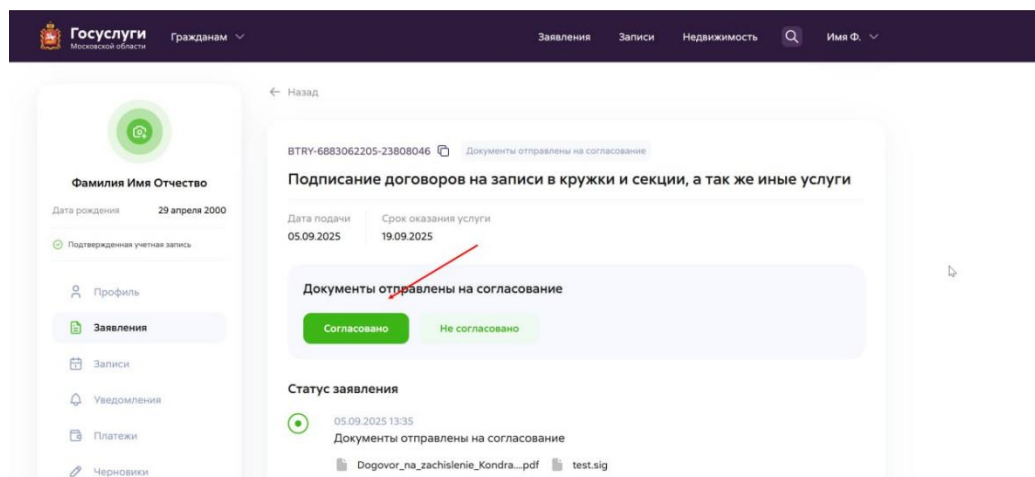 Госуслуги
Московской области
Гражданам
Заявления
Записи
Недвижимость
Имя Ф.
Назад
BTRY-6883062205-23808046
Документы отправлены на согласование
Фамилия Имя Отчество
Подписание договоров на записи в кружки и секции, а так же иные услуги
Дата рождения
29 апреля 2000
Дата подачи
Срок оказания услуги
05.09.2025
19.09.2025
Подтвержденная учетная запись
Документы отправлены на согласование
Профиль
Согласовано
Не согласовано
Заявления
Записи
Статус заявления
Уведомления
05.09.2025 13:35
Документы отправлены на согласование
Платежи
Dogovor_na_zachislenie_Kondra....pdf
test.sig
Черновики